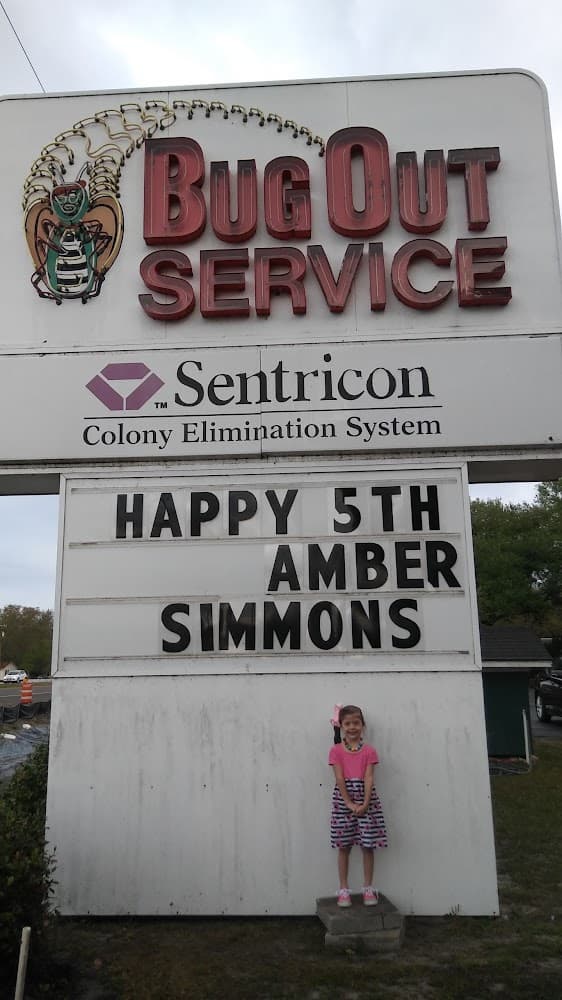 BUG OUT
SERVICE
Sentricon
TM
Colony Elimination System
HAPPY 5TH
AMBER
SIMMONS